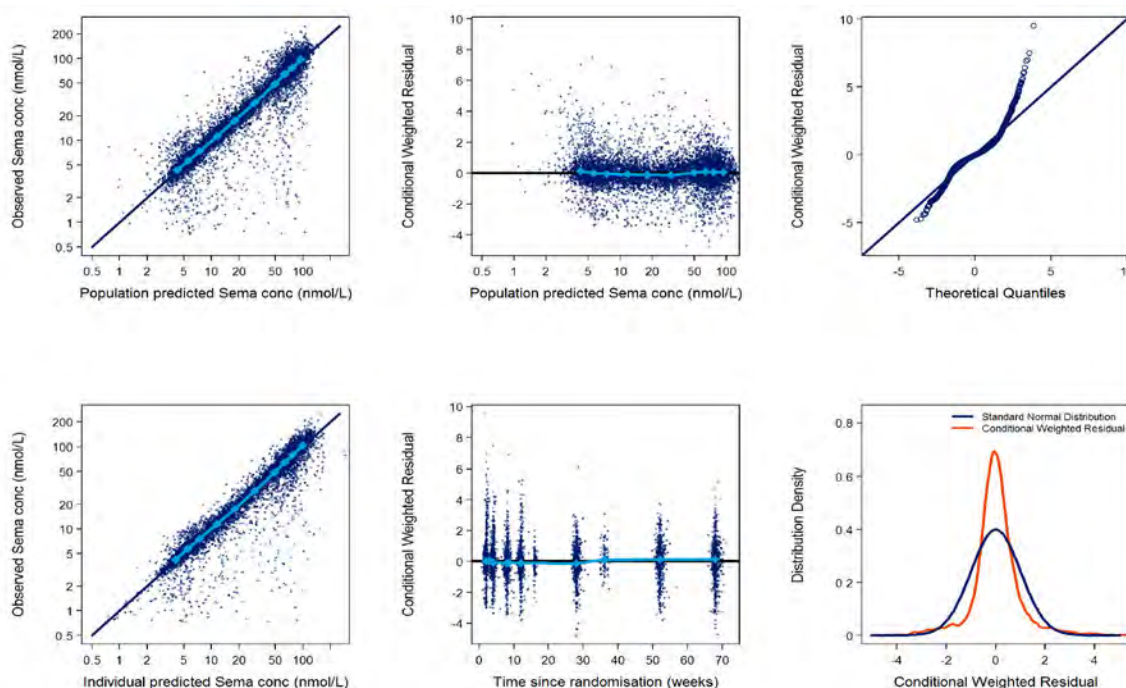 200
100
50
20
10
5
2
1
0.5
Observed Sema conc (nmol/L)
0.5 1 2 5 10 20 50 100
Population predicted Sema conc (nmol/L)
10
8
6
4
2
0
-2
-4
Conditional Weighted Residual
0.5 1 2 5 10 20 50 100
Population predicted Sema conc (nmol/L)
10
5
0
-5
Conditional Weighted Residual
-5 0 5 10
Theoretical Quantiles
200
100
50
20
10
5
2
1
0.5
Observed Sema conc (nmol/L)
0.5 1 2 5 10 20 50 100
Individual predicted Sema conc (nmol/L)
10
8
6
4
2
0
-2
-4
Conditional Weighted Residual
0 10 20 30 40 50 60 70
Time since randomisation (weeks)
Standard Normal Distribution
Conditional Weighted Residual
0.8
0.6
0.4
0.2
0
Distribution Density
-4 -2 0 2 4
Conditional Weighted Residual